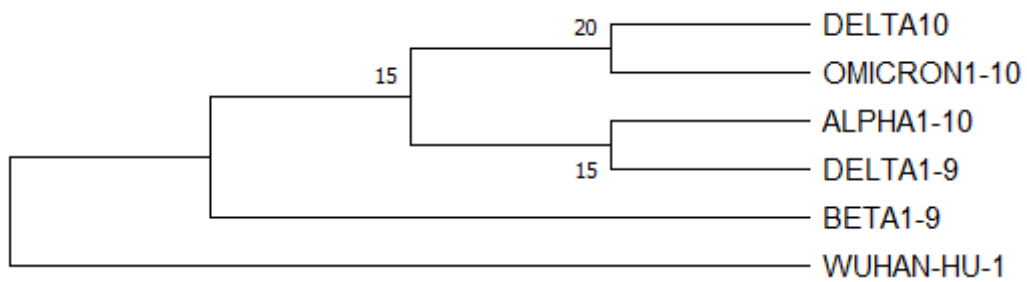 20
DELTA10
15
OMICRON1-10
ALPHA1-10
15
DELTA1-9
BETA1-9
WUHAN-HU-1